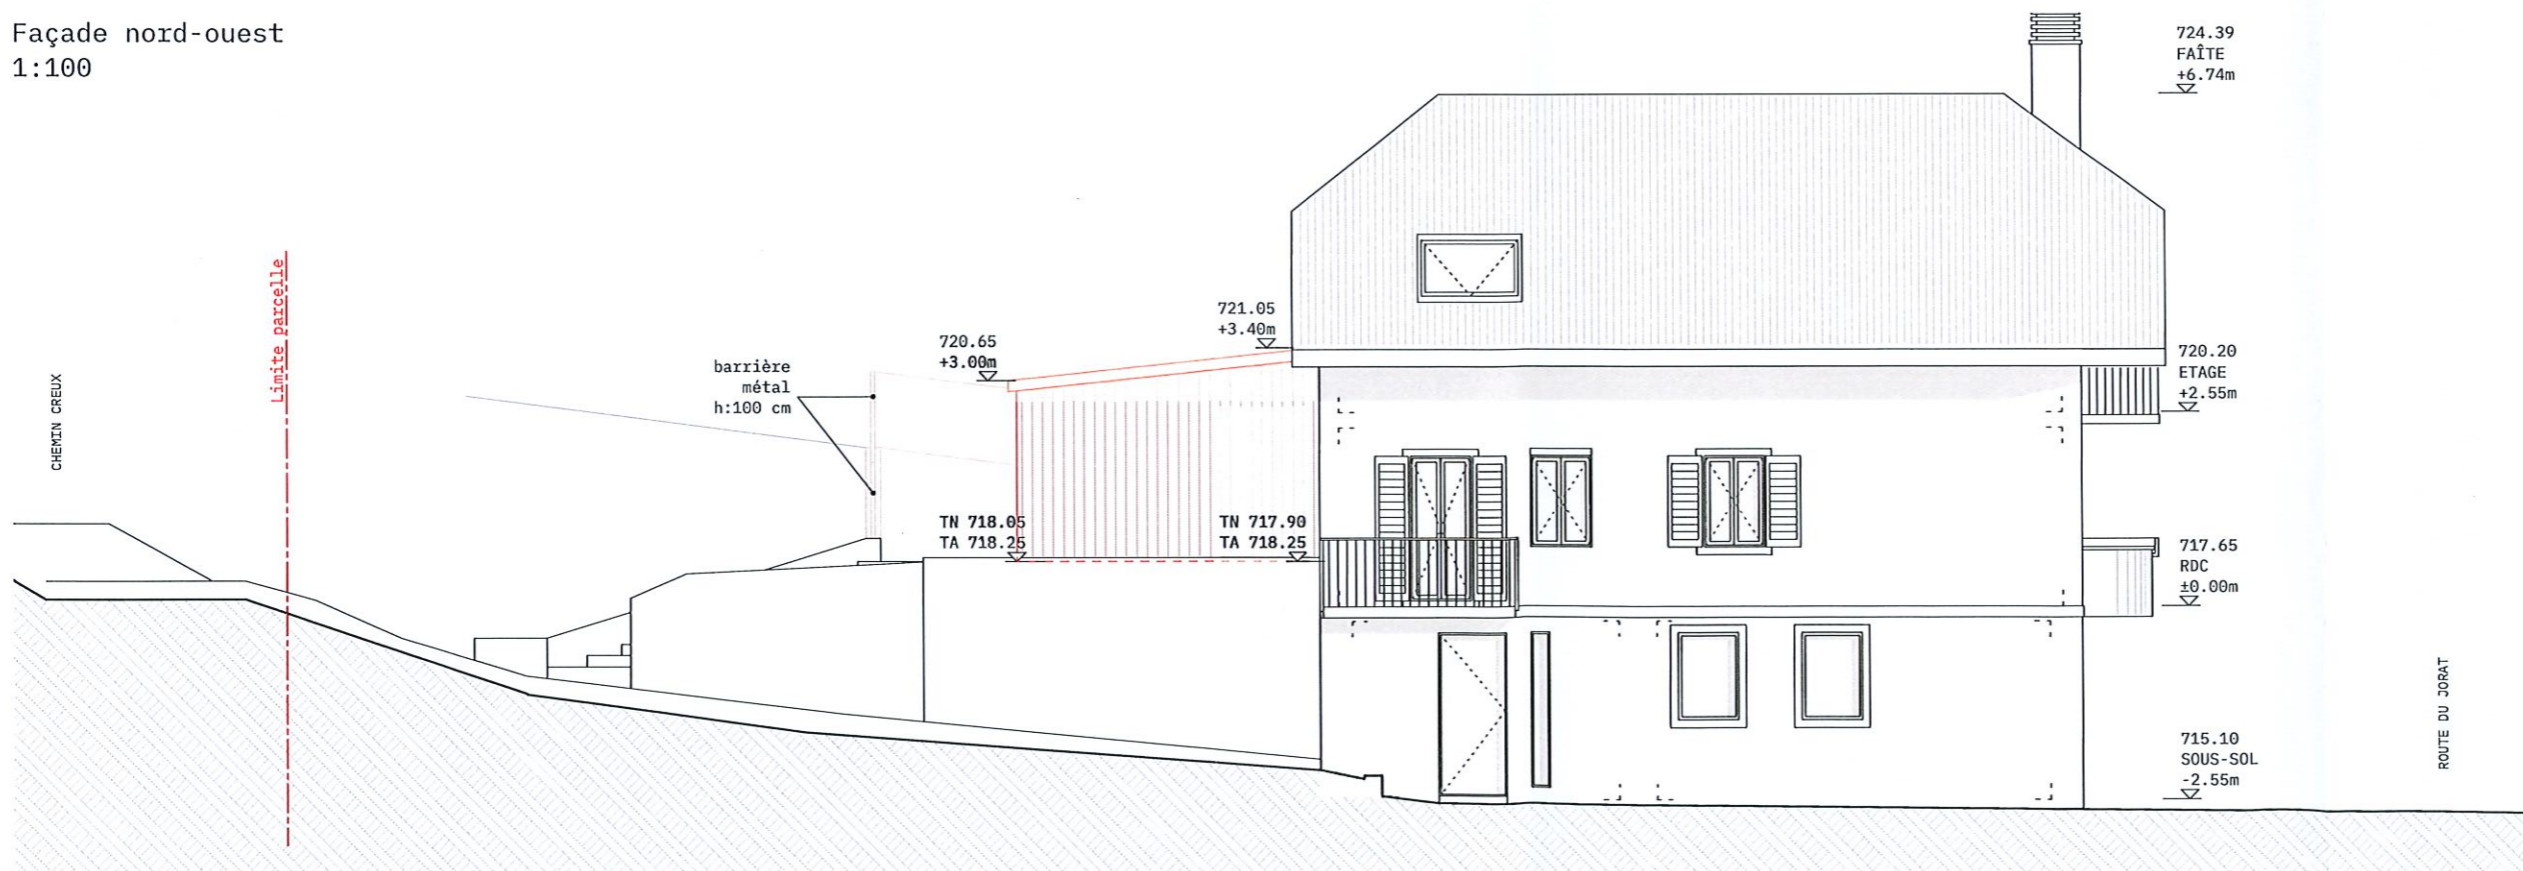 Façade nord-ouest
1:100
724.39
FAÎTE
+6.74m
Limite parcelle
CHEMIN CREUX
barrière
métal
h:100 cm
720.65
+3.00m
721.05
+3.40m
720.20
ETAGE
+2.55m
TN 718.05
TA 718.25
TN 717.90
TA 718.25
717.65
RDC
±0.00m
715.10
SOUS-SOL
-2.55m
ROUTE DU JORAT